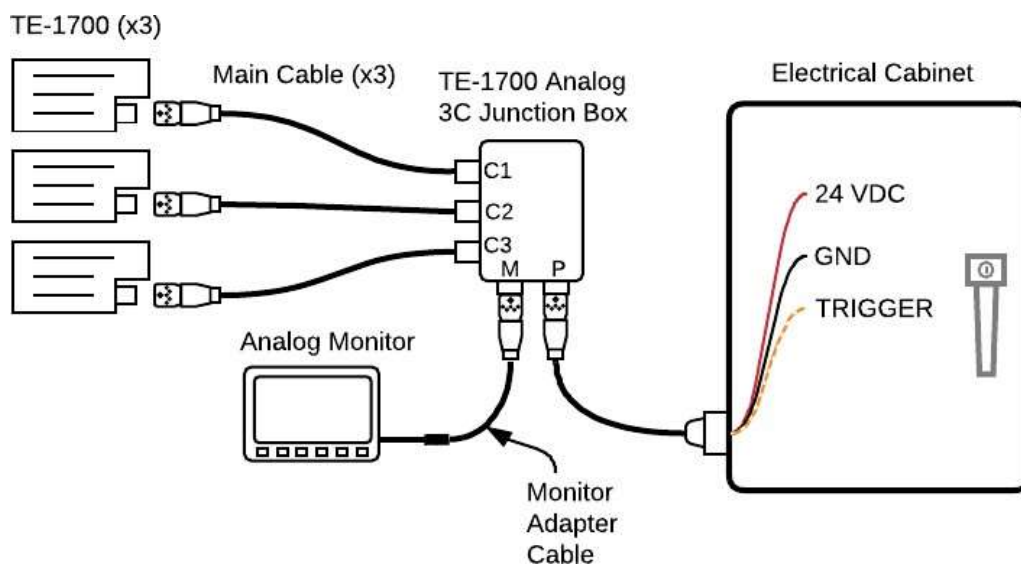 TE-1700 (x3)
Main Cable (x3)
TE-1700 Analog
3C Junction Box
Electrical Cabinet
C1
C2
C3
M P
24 VDC
GND
TRIGGER
Analog Monitor
Monitor
Adapter
Cable